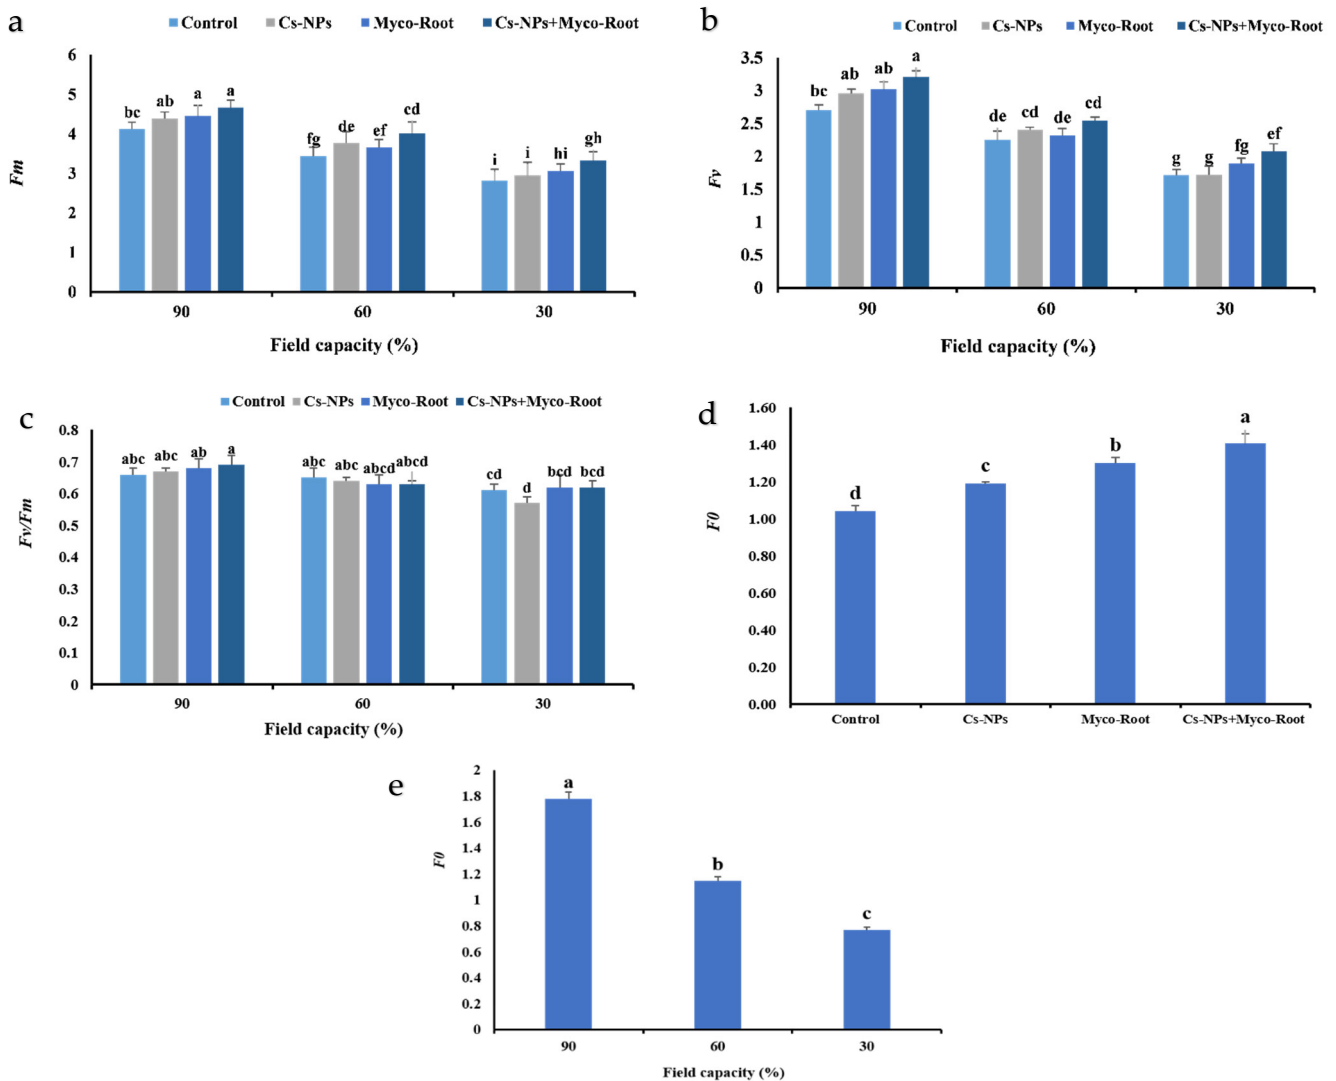 a
Control Cs-NPs Myco-Root Cs-NPs+Myco-Root
6
5
4
3
2
1
0
Fm
bc ab a a
fg de ef cd
i i hi gh
90 60 30
Field capacity (%)
b
Control Cs-NPs Myco-Root Cs-NPs+Myco-Root
3.5
3
2.5
2
1.5
1
0.5
0
Fv
bc ab ab a
de cd de cd
g g fg ef
90 60 30
Field capacity (%)
c
Control Cs-NPs Myco-Root Cs-NPs+Myco-Root
0.8
0.7
0.6
0.5
0.4
0.3
0.2
0.1
0
Fv/Fm
abc abc ab a
abc abc abcd abcd
cd d bcd bcd
90 60 30
Field capacity (%)
d
1.60
1.40
1.20
1.00
0.80
0.60
0.40
0.20
0.00
F0
d c b a
Control Cs-NPs Myco-Root Cs-NPs+Myco-Root
e
2
1.8
1.6
1.4
1.2
1
0.8
0.6
0.4
0.2
0
F0
a b c
90 60 30
Field capacity (%)